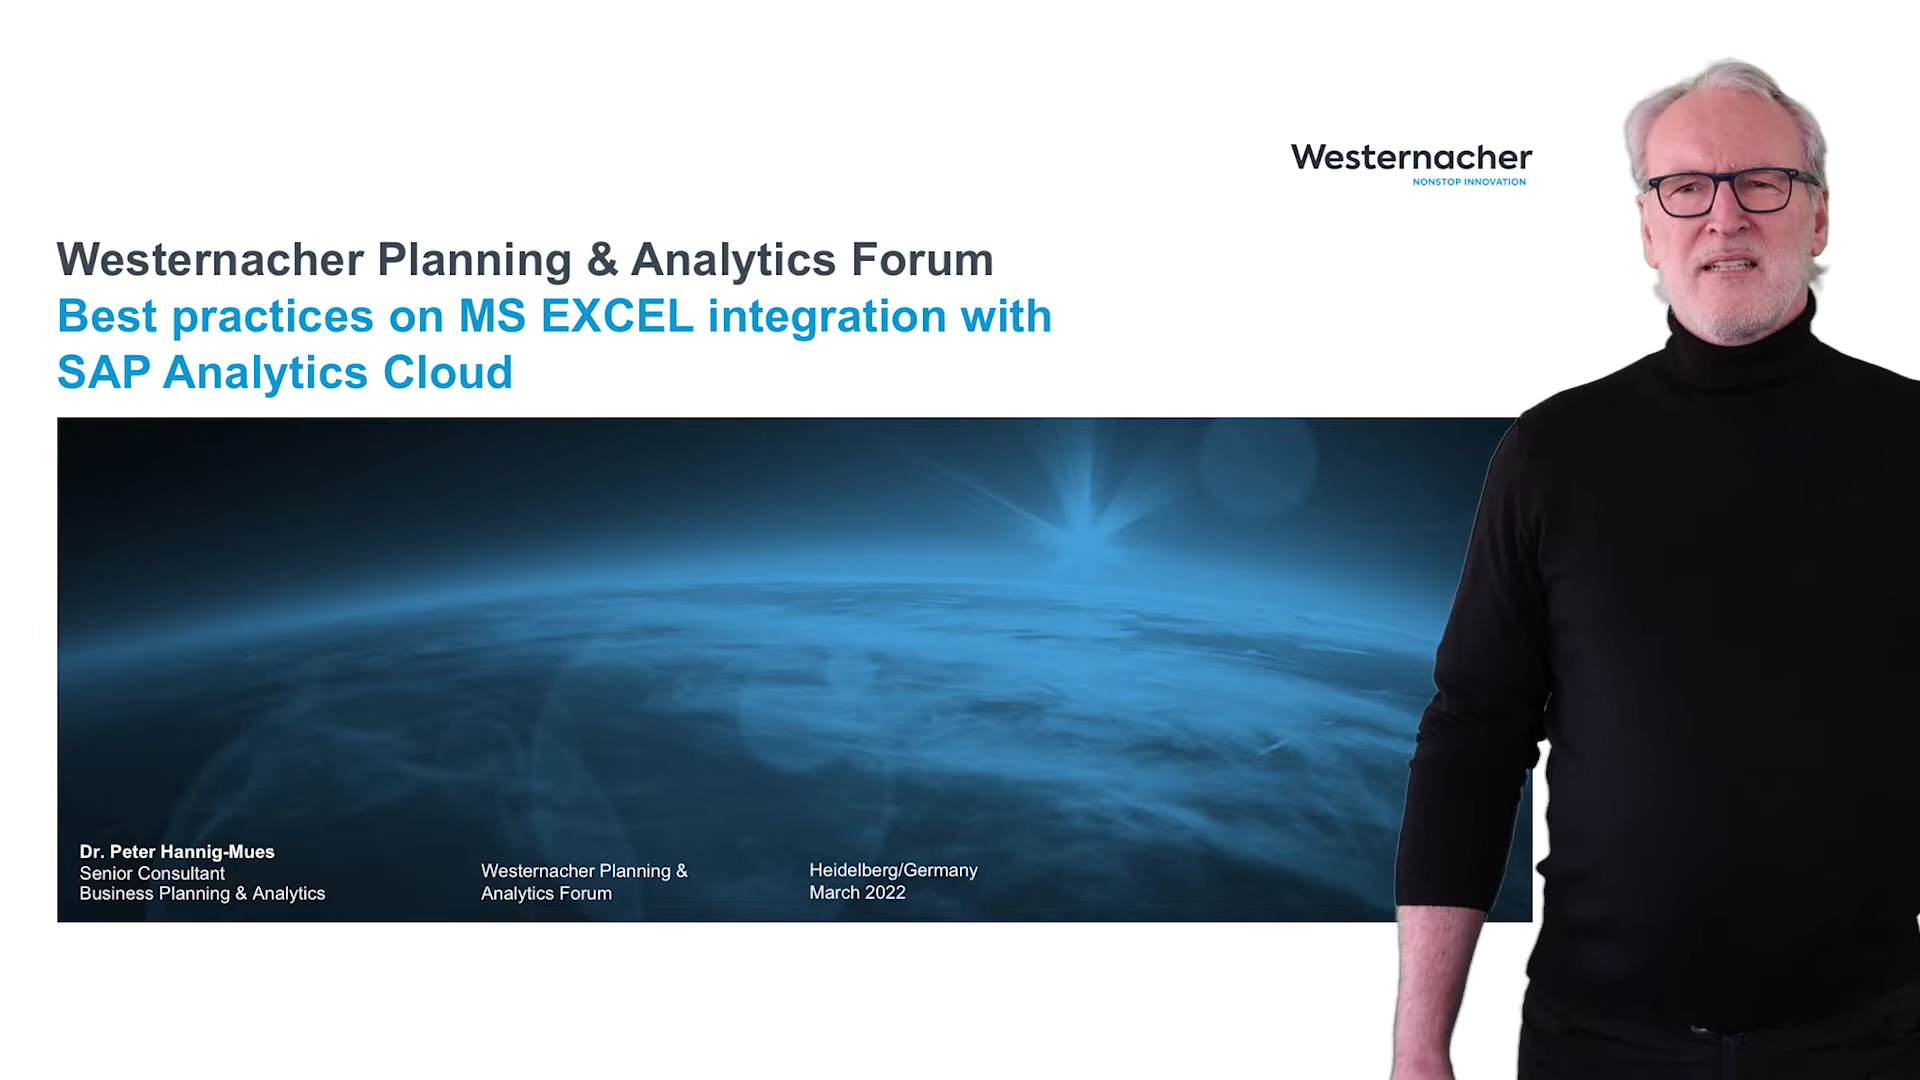 Westernacher
NONSTOP INNOVATION
Westernacher Planning & Analytics Forum
Best practices on MS EXCEL integration with
SAP Analytics Cloud
Dr. Peter Hannig-Mues
Senior Consultant
Business Planning & Analytics
Westernacher Planning &
Analytics Forum
Heidelberg/Germany
March 2022